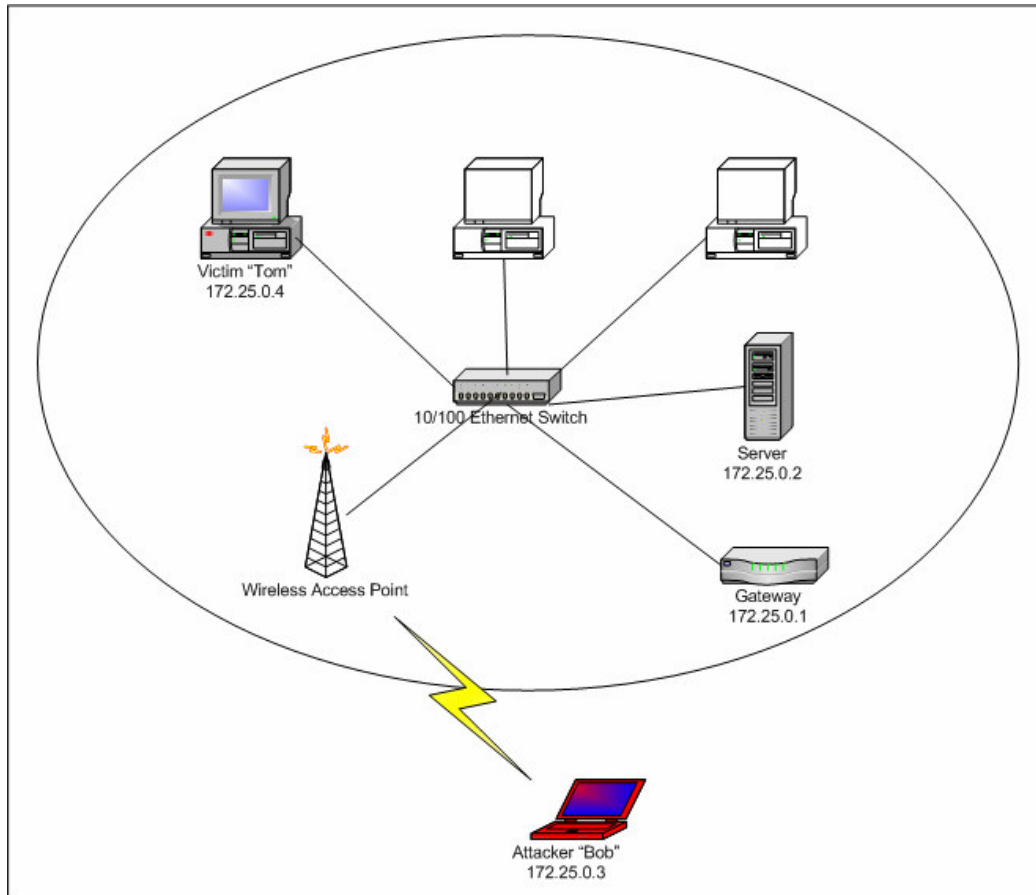 Victim “Tom”
172.25.0.4
10/100 Ethernet Switch
Server
172.25.0.2
Wireless Access Point
Gateway
172.25.0.1
Attacker “Bob”
172.25.0.3